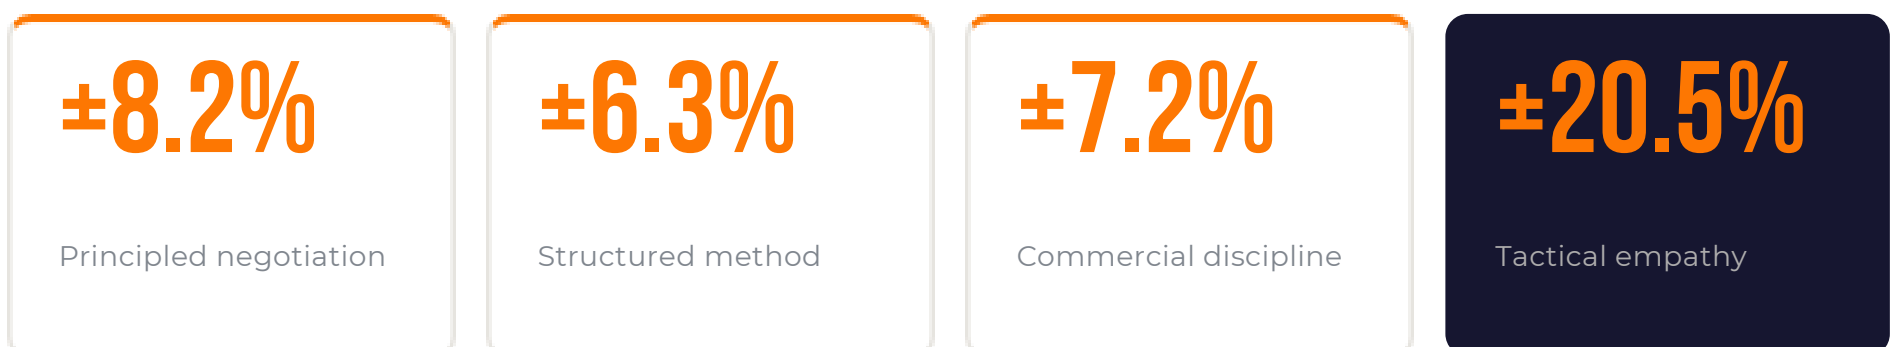 ±8.2%
Principled negotiation
±6.3%
Structured method
±7.2%
Commercial discipline
±20.5%
Tactical empathy